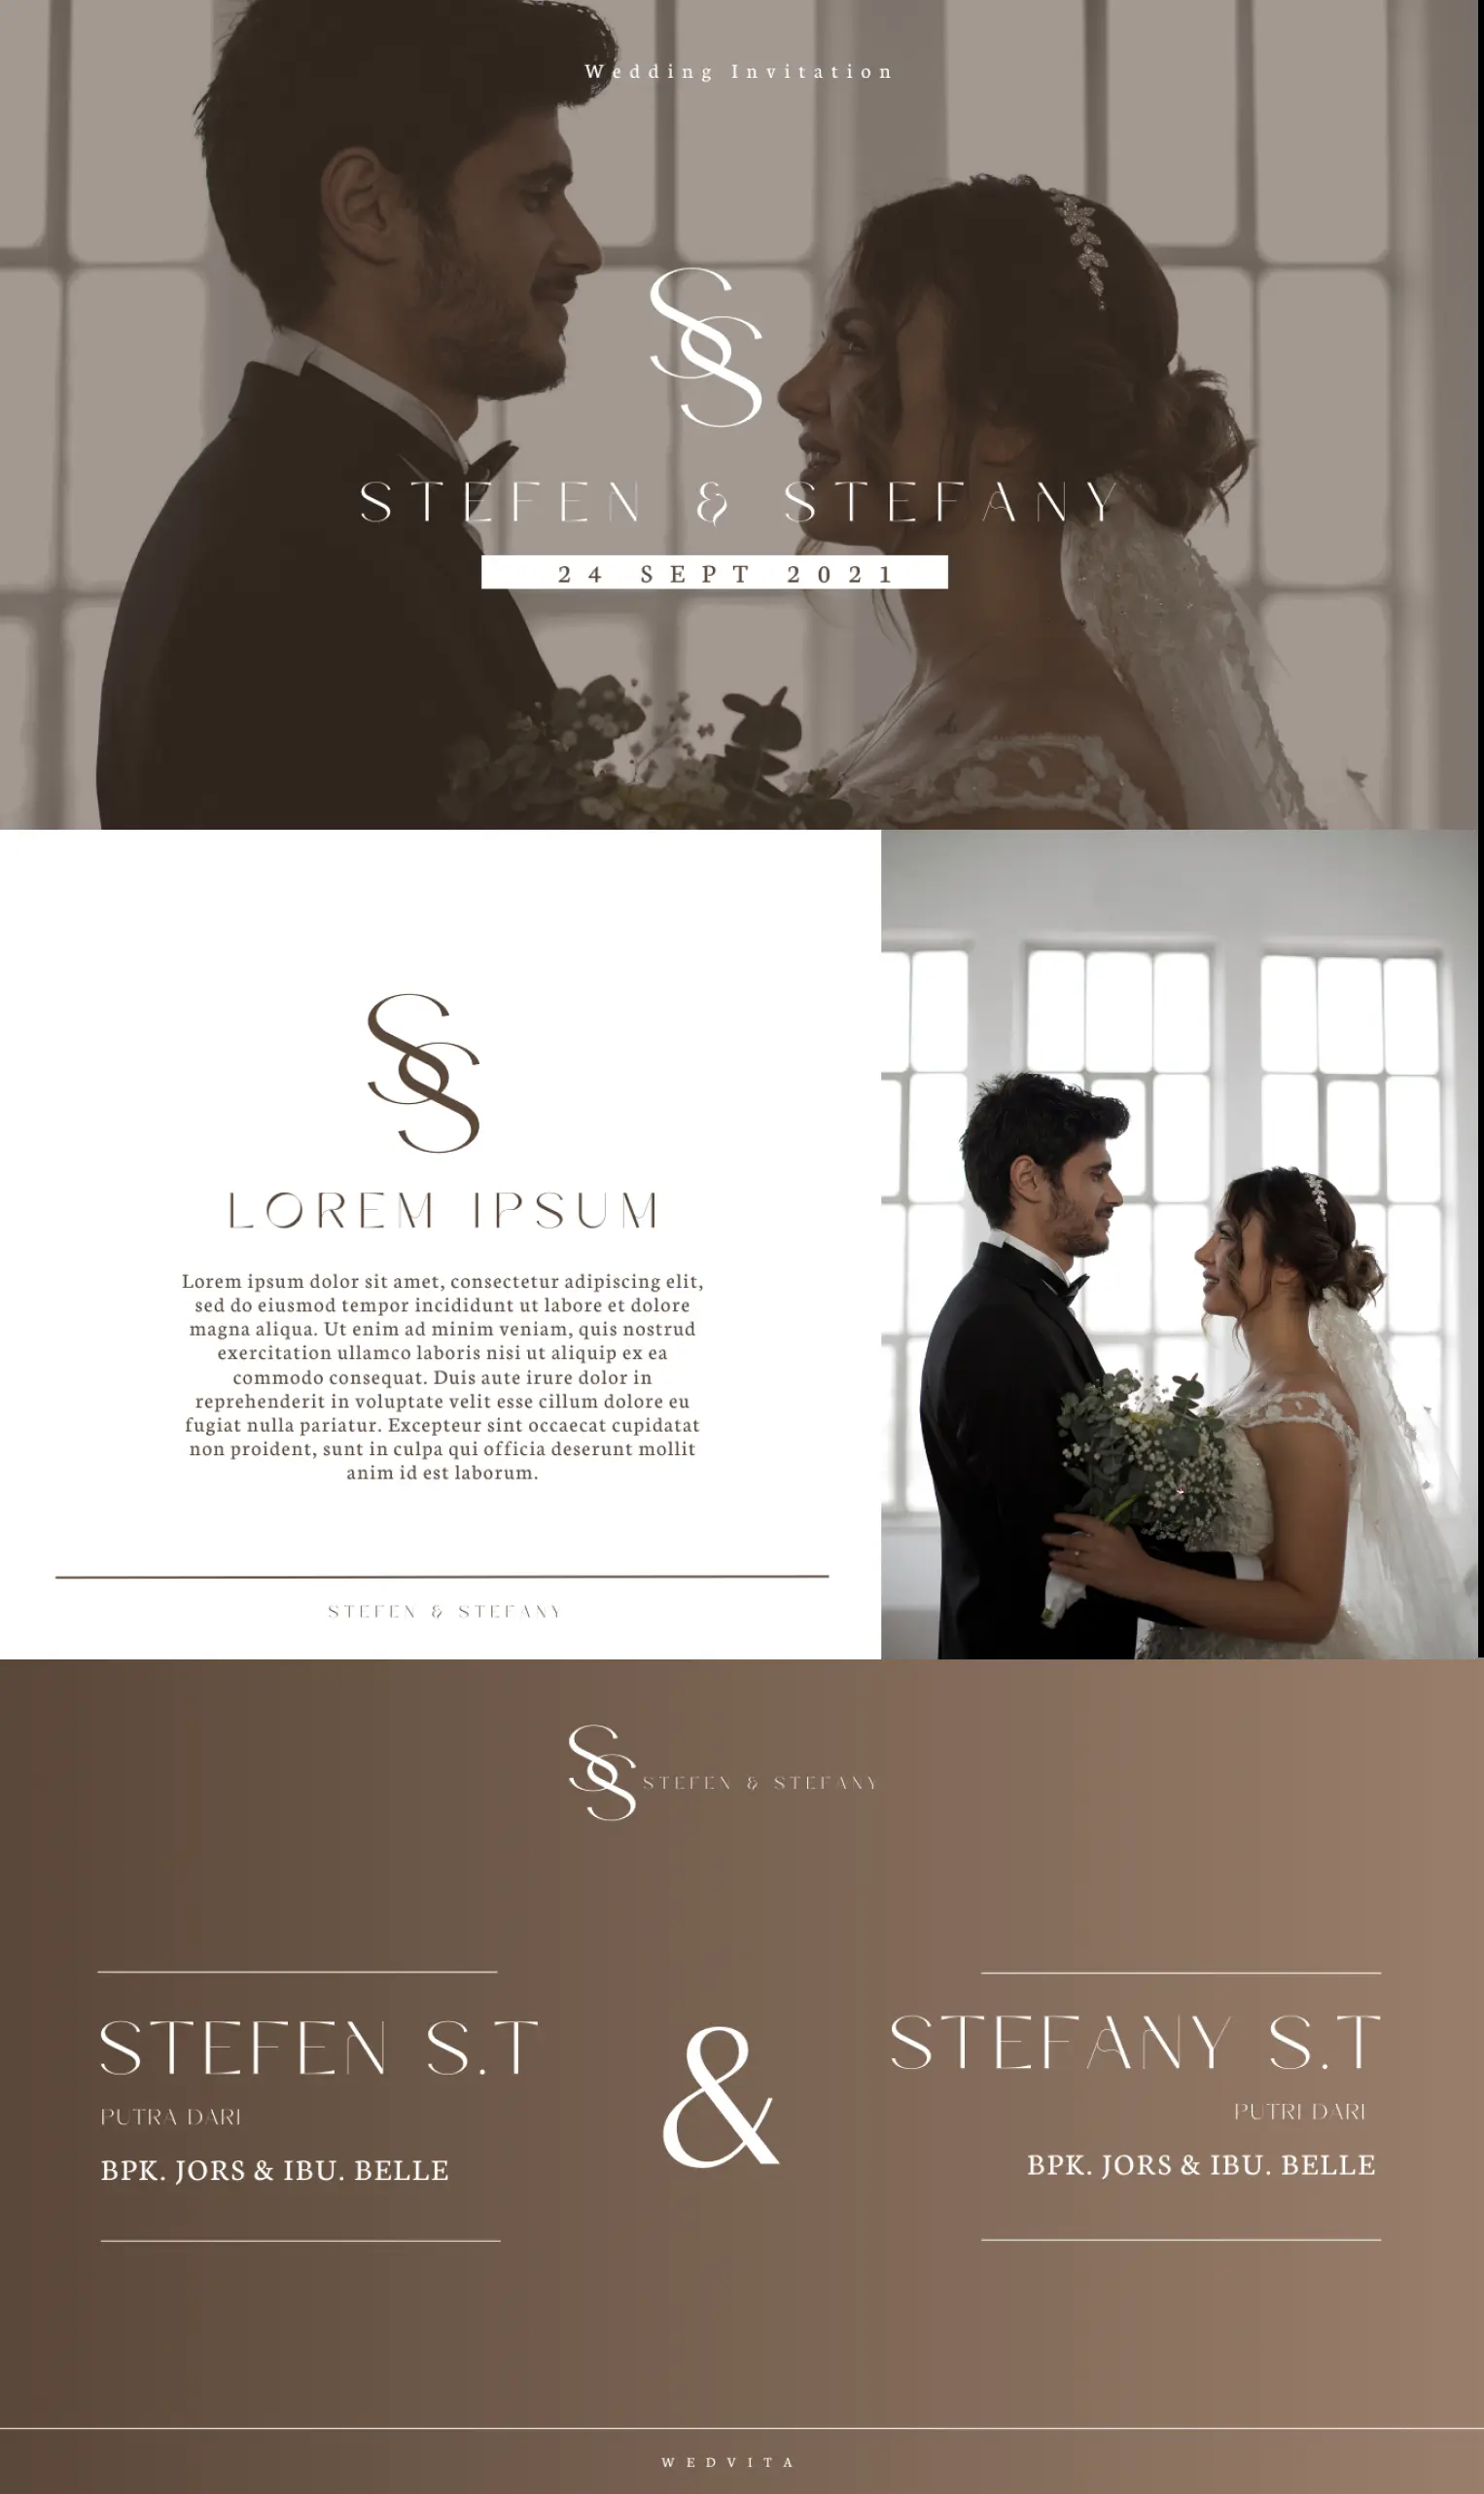 Wedding Invitation
SS
STEFEN & STEFANY
24 SEPT 2021
SS
LOREM IPSUM
Lorem ipsum dolor sit amet, consectetur adipiscing elit,
sed do eiusmod tempor incididunt ut labore et dolore
magna aliqua. Ut enim ad minim veniam, quis nostrud
exercitation ullamco laboris nisi ut aliquip ex ea
commodo consequat. Duis aute irure dolor in
reprehenderit in voluptate velit esse cillum dolore eu
fugiat nulla pariatur. Excepteur sint occaecat cupidatat
non proident, sunt in culpa qui officia deserunt mollit
anim id est laborum.
STEFEN & STEFANY
SS STEFEN & STEFANY
STEFEN S.T
PUTRA DARI
BPK. JORS & IBU. BELLE
&
STEFANY S.T
PUTRI DARI
BPK. JORS & IBU. BELLE
WEDVITA